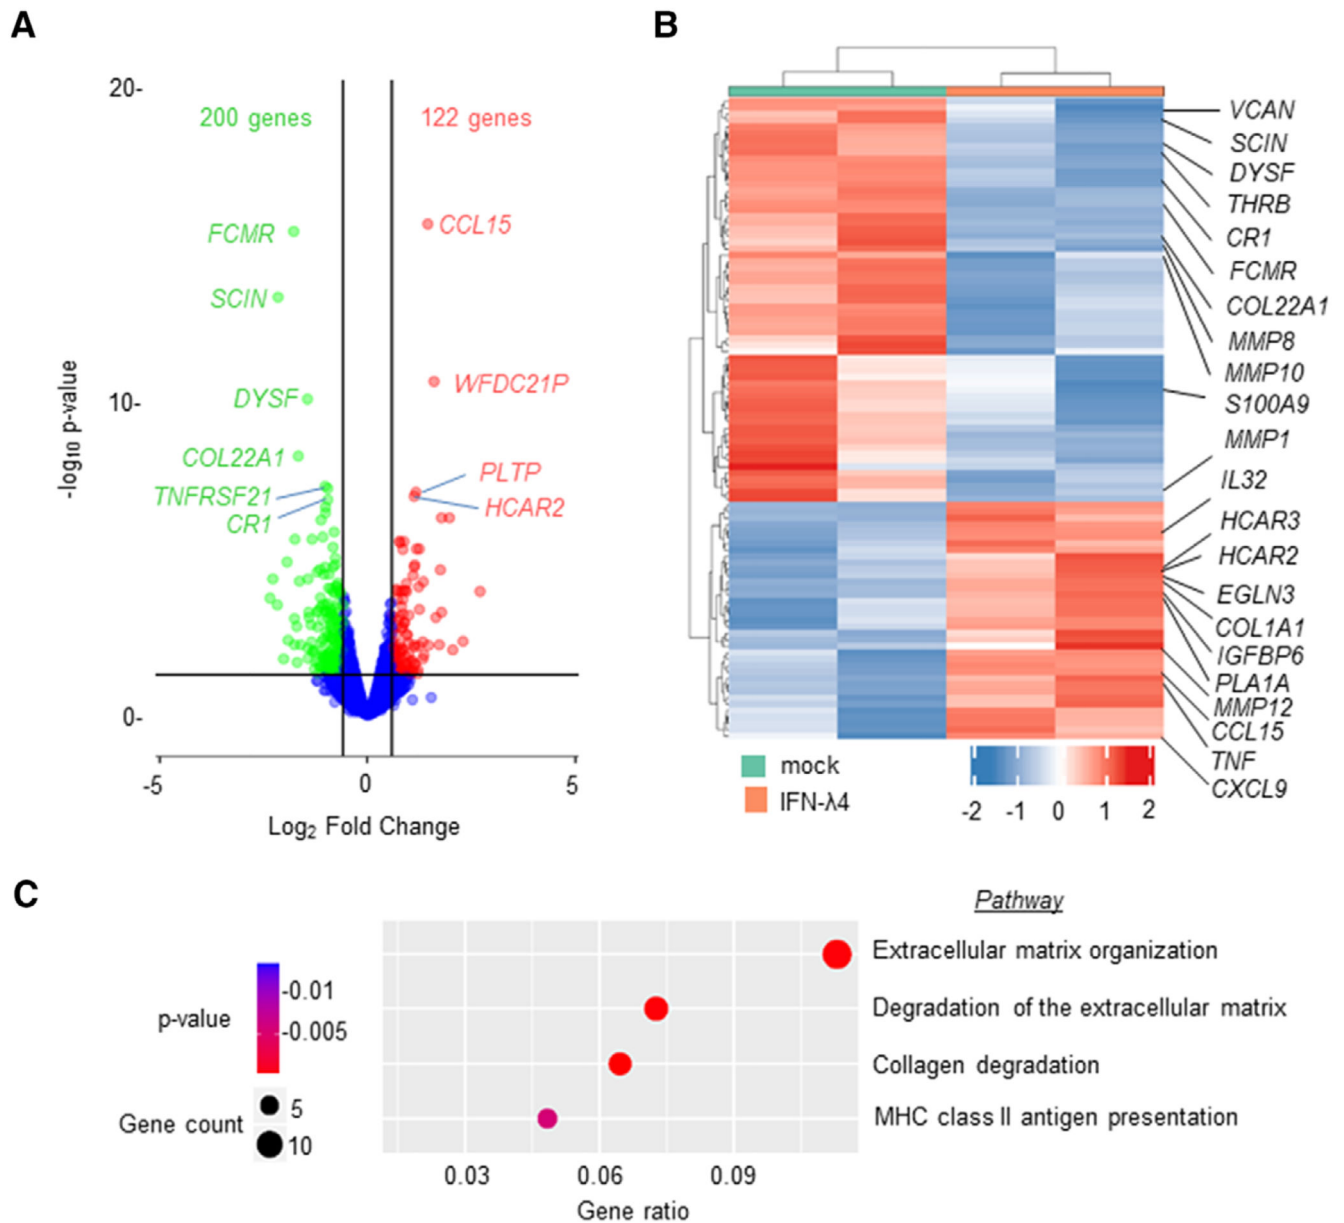 A
20-
200 genes
122 genes
FCMR
CCL15
SCIN
WFDC21P
10-
DYSF
COL22A1
PLTP
TNFRSF21
HCAR2
CR1
-log10 p-value
0-
-5
0
5
Log2 Fold Change
B
VCAN
SCIN
DYSF
THRB
CR1
FCMR
COL22A1
MMP8
MMP10
S100A9
MMP1
IL32
HCAR3
HCAR2
EGLN3
COL1A1
IGFBP6
PLA1A
MMP12
CCL15
TNF
CXCL9
mock
IFN-λ4
-2 -1 0 1 2
C
Pathway
Extracellular matrix organization
Degradation of the extracellular matrix
Collagen degradation
MHC class II antigen presentation
p-value
-0.01
-0.005
Gene count
5
10
0.03 0.06 0.09
Gene ratio